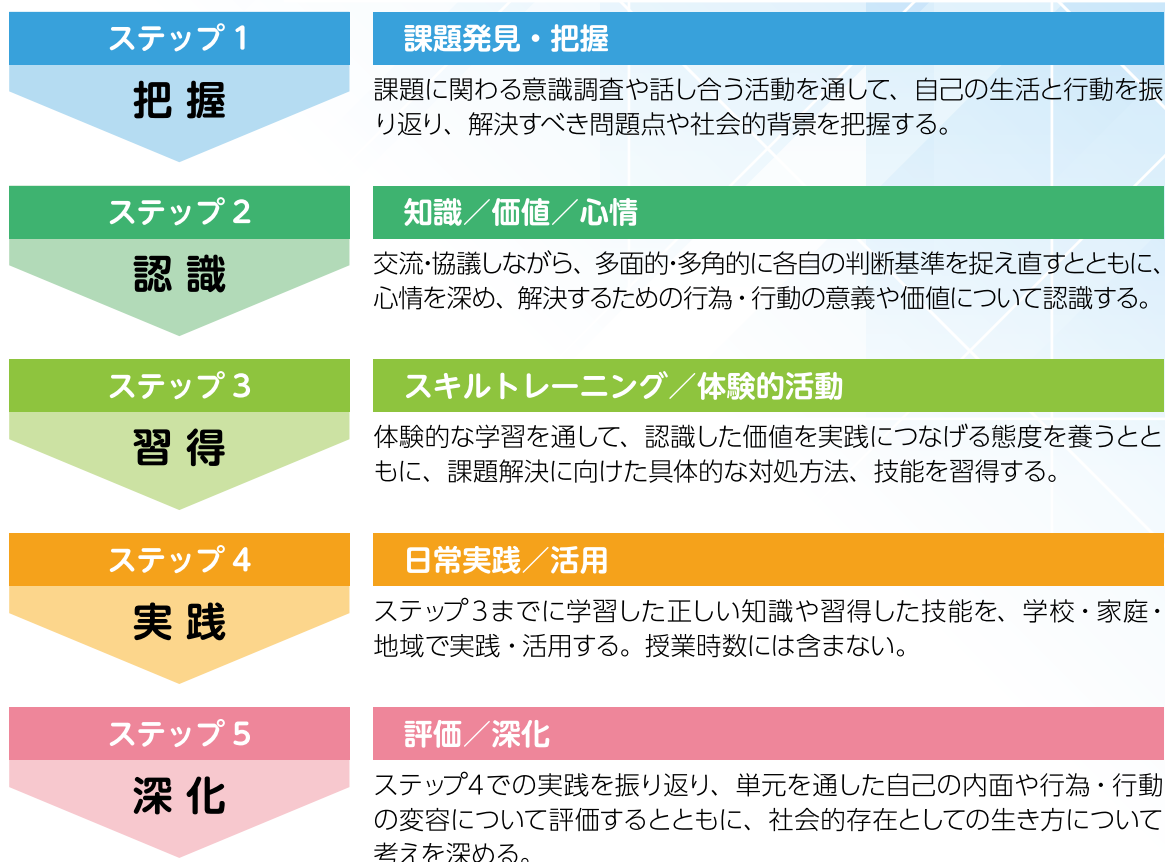 ステップ 1
課題発見・把握
把 握
課題に関わる意識調査や話し合う活動を通して、自己の生活と行動を振
り返り、解決すべき問題点や社会的背景を把握する。
ステップ 2
知識／価値／心情
認 識
交流･協議しながら、多面的･多角的に各自の判断基準を捉え直すとともに、
心情を深め、解決するための行為・行動の意義や価値について認識する。
ステップ 3
スキルトレーニング／体験的活動
習 得
体験的な学習を通して、認識した価値を実践につなげる態度を養うとと
もに、課題解決に向けた具体的な対処方法、技能を習得する。
ステップ 4
日常実践／活用
実 践
ステップ3までに学習した正しい知識や習得した技能を、学校・家庭・
地域で実践・活用する。授業時数には含まない。
ステップ 5
評価／深化
深 化
ステップ4での実践を振り返り、単元を通した自己の内面や行為・行動
の変容について評価するとともに、社会的存在としての生き方について
考えを深める。